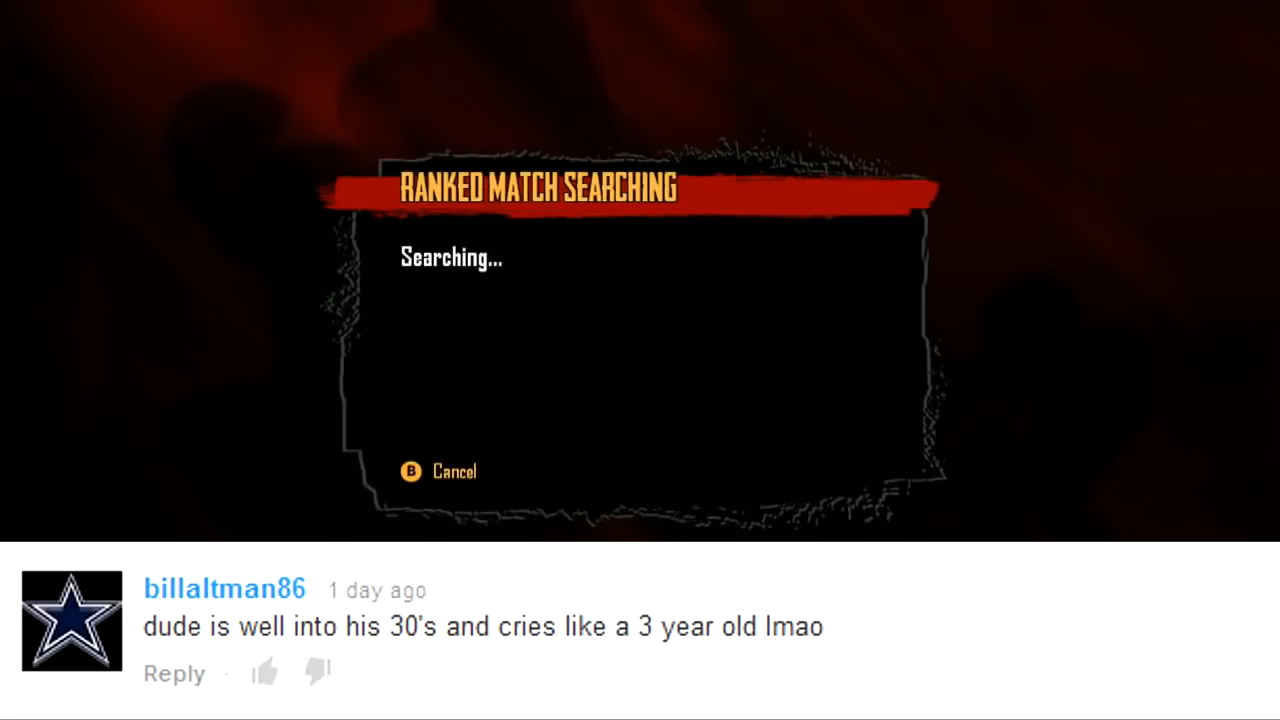 RANKED MATCH SEARCHING
Searching...
B Cancel
billaltman86 1 day ago
dude is well into his 30's and cries like a 3 year old lmao
Reply ·